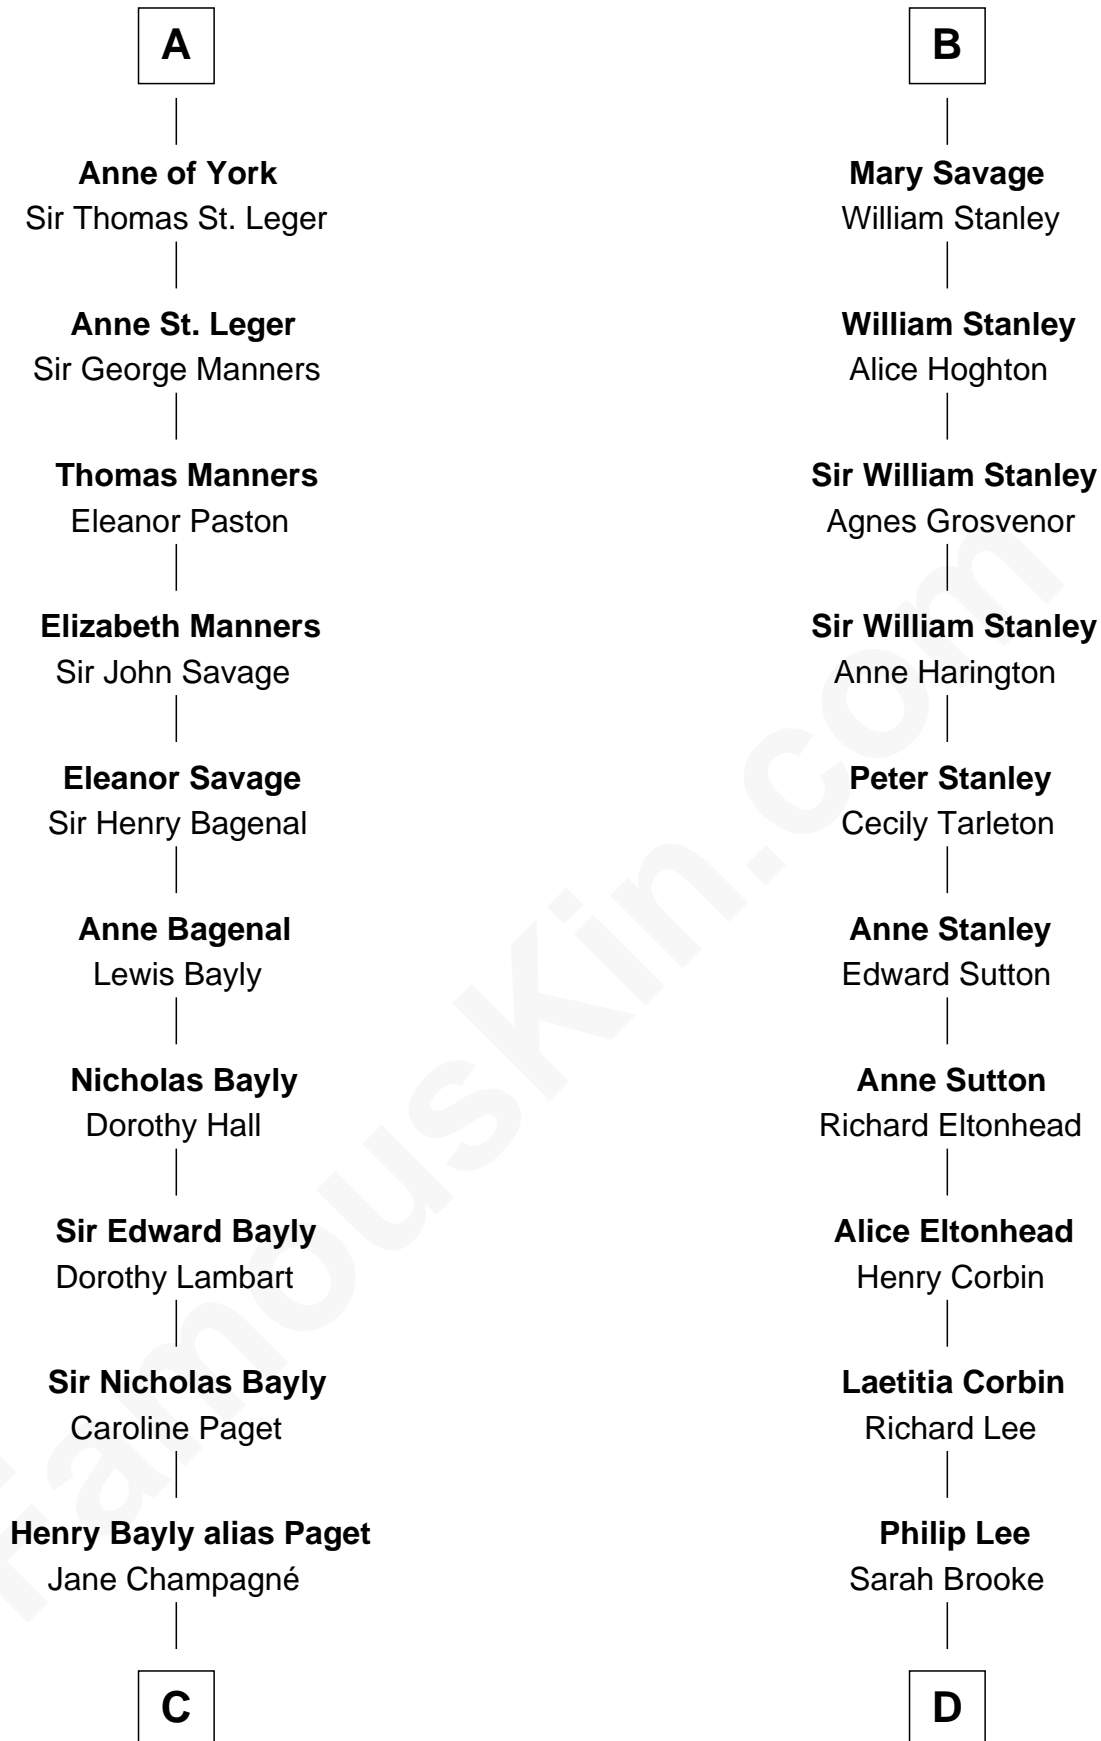 A
Anne of York
Sir Thomas St. Leger
Anne St. Leger
Sir George Manners
Thomas Manners
Eleanor Paston
Elizabeth Manners
Sir John Savage
Eleanor Savage
Sir Henry Bagenal
Anne Bagenal
Lewis Bayly
Nicholas Bayly
Dorothy Hall
Sir Edward Bayly
Dorothy Lambart
Sir Nicholas Bayly
Caroline Paget
Henry Bayly alias Paget
Jane Champagné
C
B
Mary Savage
William Stanley
William Stanley
Alice Hoghton
Sir William Stanley
Agnes Grosvenor
Sir William Stanley
Anne Harington
Peter Stanley
Cecily Tarleton
Anne Stanley
Edward Sutton
Anne Sutton
Richard Eltonhead
Alice Eltonhead
Henry Corbin
Laetitia Corbin
Richard Lee
Philip Lee
Sarah Brooke
D
FamousKin.com